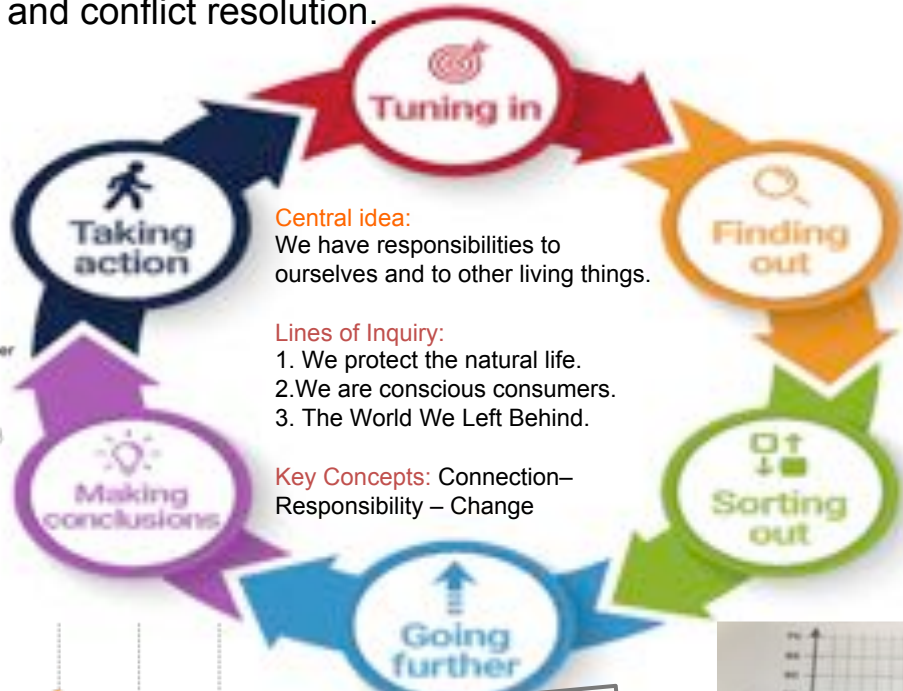 and conflict resolution.
Tuning in
Finding
out
Sorting
out
Going
further
Making
conclusions
Taking
action
Central idea:
We have responsibilities to
ourselves and to other living things.
Lines of Inquiry:
1. We protect the natural life.
2.We are conscious consumers.
3. The World We Left Behind.
Key Concepts: Connection–
Responsibility – Change